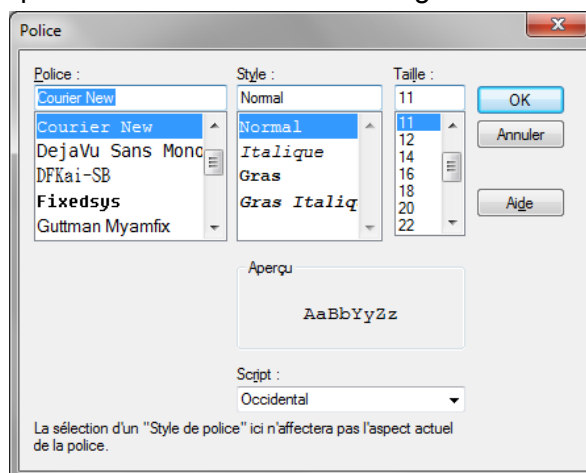 Police
Police :
Style :
Taille :
Courier New
Normal
11
OK
Courier New
DejaVu Sans Mono
DFKai-SB
Fixedsys
Guttman Myamfix
Normal
Italique
Gras
Gras Italiq
11
12
14
16
18
20
22
Annuler
Aide
Aperçu
AaBbYyZz
Script :
Occidental
La sélection d'un "Style de police" ici n'affectera pas l'aspect actuel
de la police.